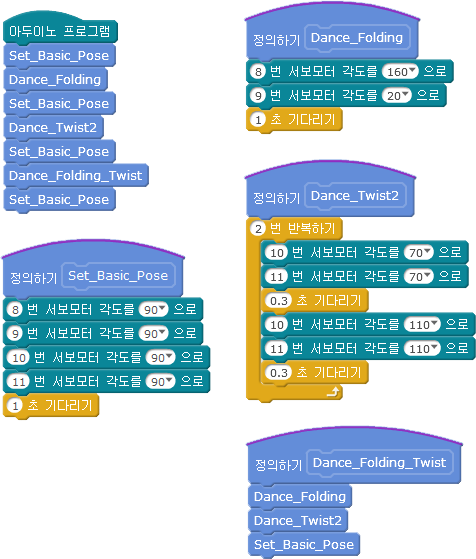 아두이노 프로그램
Set_Basic_Pose
Dance_Folding
Set_Basic_Pose
Dance_Twist2
Set_Basic_Pose
Dance_Folding_Twist
Set_Basic_Pose
정의하기 Set_Basic_Pose
8 번 서보모터 각도를 90 으로
9 번 서보모터 각도를 90 으로
10 번 서보모터 각도를 90 으로
11 번 서보모터 각도를 90 으로
1 초 기다리기
정의하기 Dance_Folding
8 번 서보모터 각도를 160 으로
9 번 서보모터 각도를 20 으로
1 초 기다리기
정의하기 Dance_Twist2
2 번 반복하기
10 번 서보모터 각도를 70 으로
11 번 서보모터 각도를 70 으로
0.3 초 기다리기
10 번 서보모터 각도를 110 으로
11 번 서보모터 각도를 110 으로
0.3 초 기다리기
정의하기 Dance_Folding_Twist
Dance_Folding
Dance_Twist2
Set_Basic_Pose